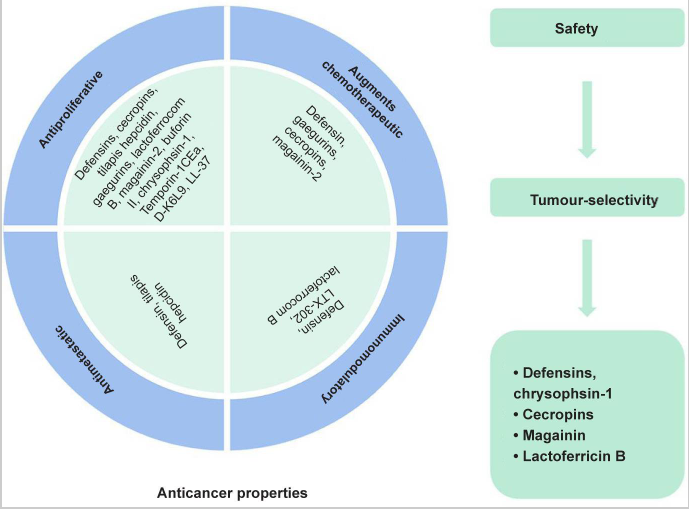 Antiproliferative
Defensins, cecropins,
tilapis hepcidin,
gaegurins, lactoferrocom
B, magainin-2, buforin
II, chrysophsin-1,
Temporin-1CEa,
D-K6L9, LL-37
Augments
chemotherapeutic
Defensin,
gaegurins,
cecropins,
magainin-2
Antimetastatic
Defensin, tilapis
hepcidin
Immunomodulatory
Defensin,
LTX-302,
lactoferrocom B
Anticancer properties
Safety
Tumour-selectivity
• Defensins,
chrysophsin-1
• Cecropins
• Magainin
• Lactoferricin B